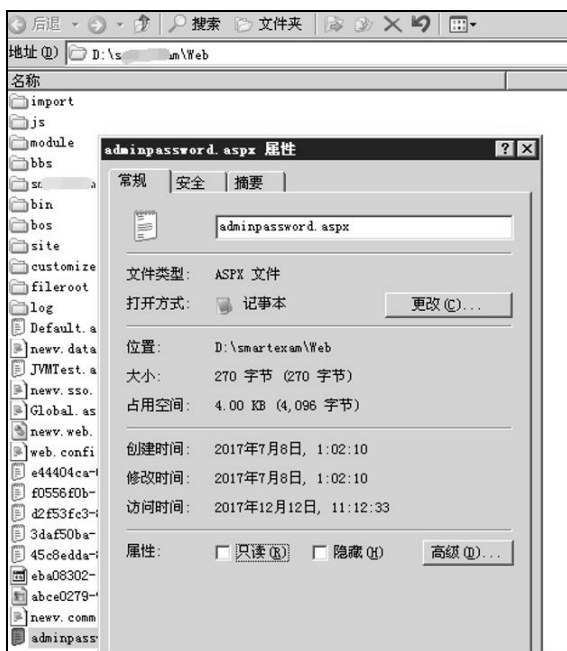 后退 搜索 文件夹
地址(D) D:\s m\Web
名称
import
js
module
bbs
bin
bos
site
customize
fileroot
log
Default.a
newv.data
JVMTest.a
newv.sso.
Global.as
newv.web.
web.confi
e44404ca-
f0556f0b-
d2f53fc3-
3daf50ba-
45c8edda-
eba08302-
abce0279-
newv.comm
adminpass
adminpassword.aspx 属性
常规 安全 摘要
adminpassword.aspx
文件类型: ASPX 文件
打开方式: 记事本 更改(C)...
位置: D:\smartexam\Web
大小: 270 字节 (270 字节)
占用空间: 4.00 KB (4,096 字节)
创建时间: 2017年7月8日, 1:02:10
修改时间: 2017年7月8日, 1:02:10
访问时间: 2017年12月12日, 11:12:33
属性: 只读(R) 隐藏(H) 高级(D)...